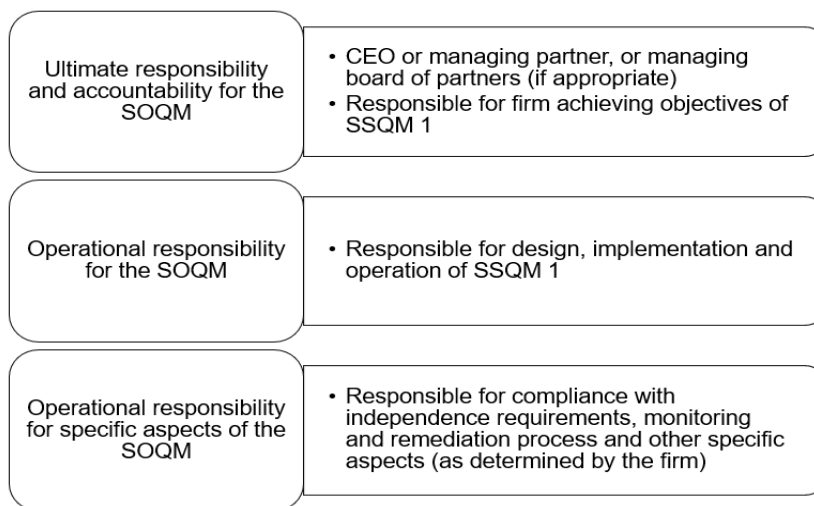 Ultimate responsibility
and accountability for the
SOQM
• CEO or managing partner, or managing
board of partners (if appropriate)
• Responsible for firm achieving objectives of
SSQM 1
Operational responsibility
for the SOQM
• Responsible for design, implementation and
operation of SSQM 1
Operational responsibility
for specific aspects of the
SOQM
• Responsible for compliance with
independence requirements, monitoring
and remediation process and other specific
aspects (as determined by the firm)